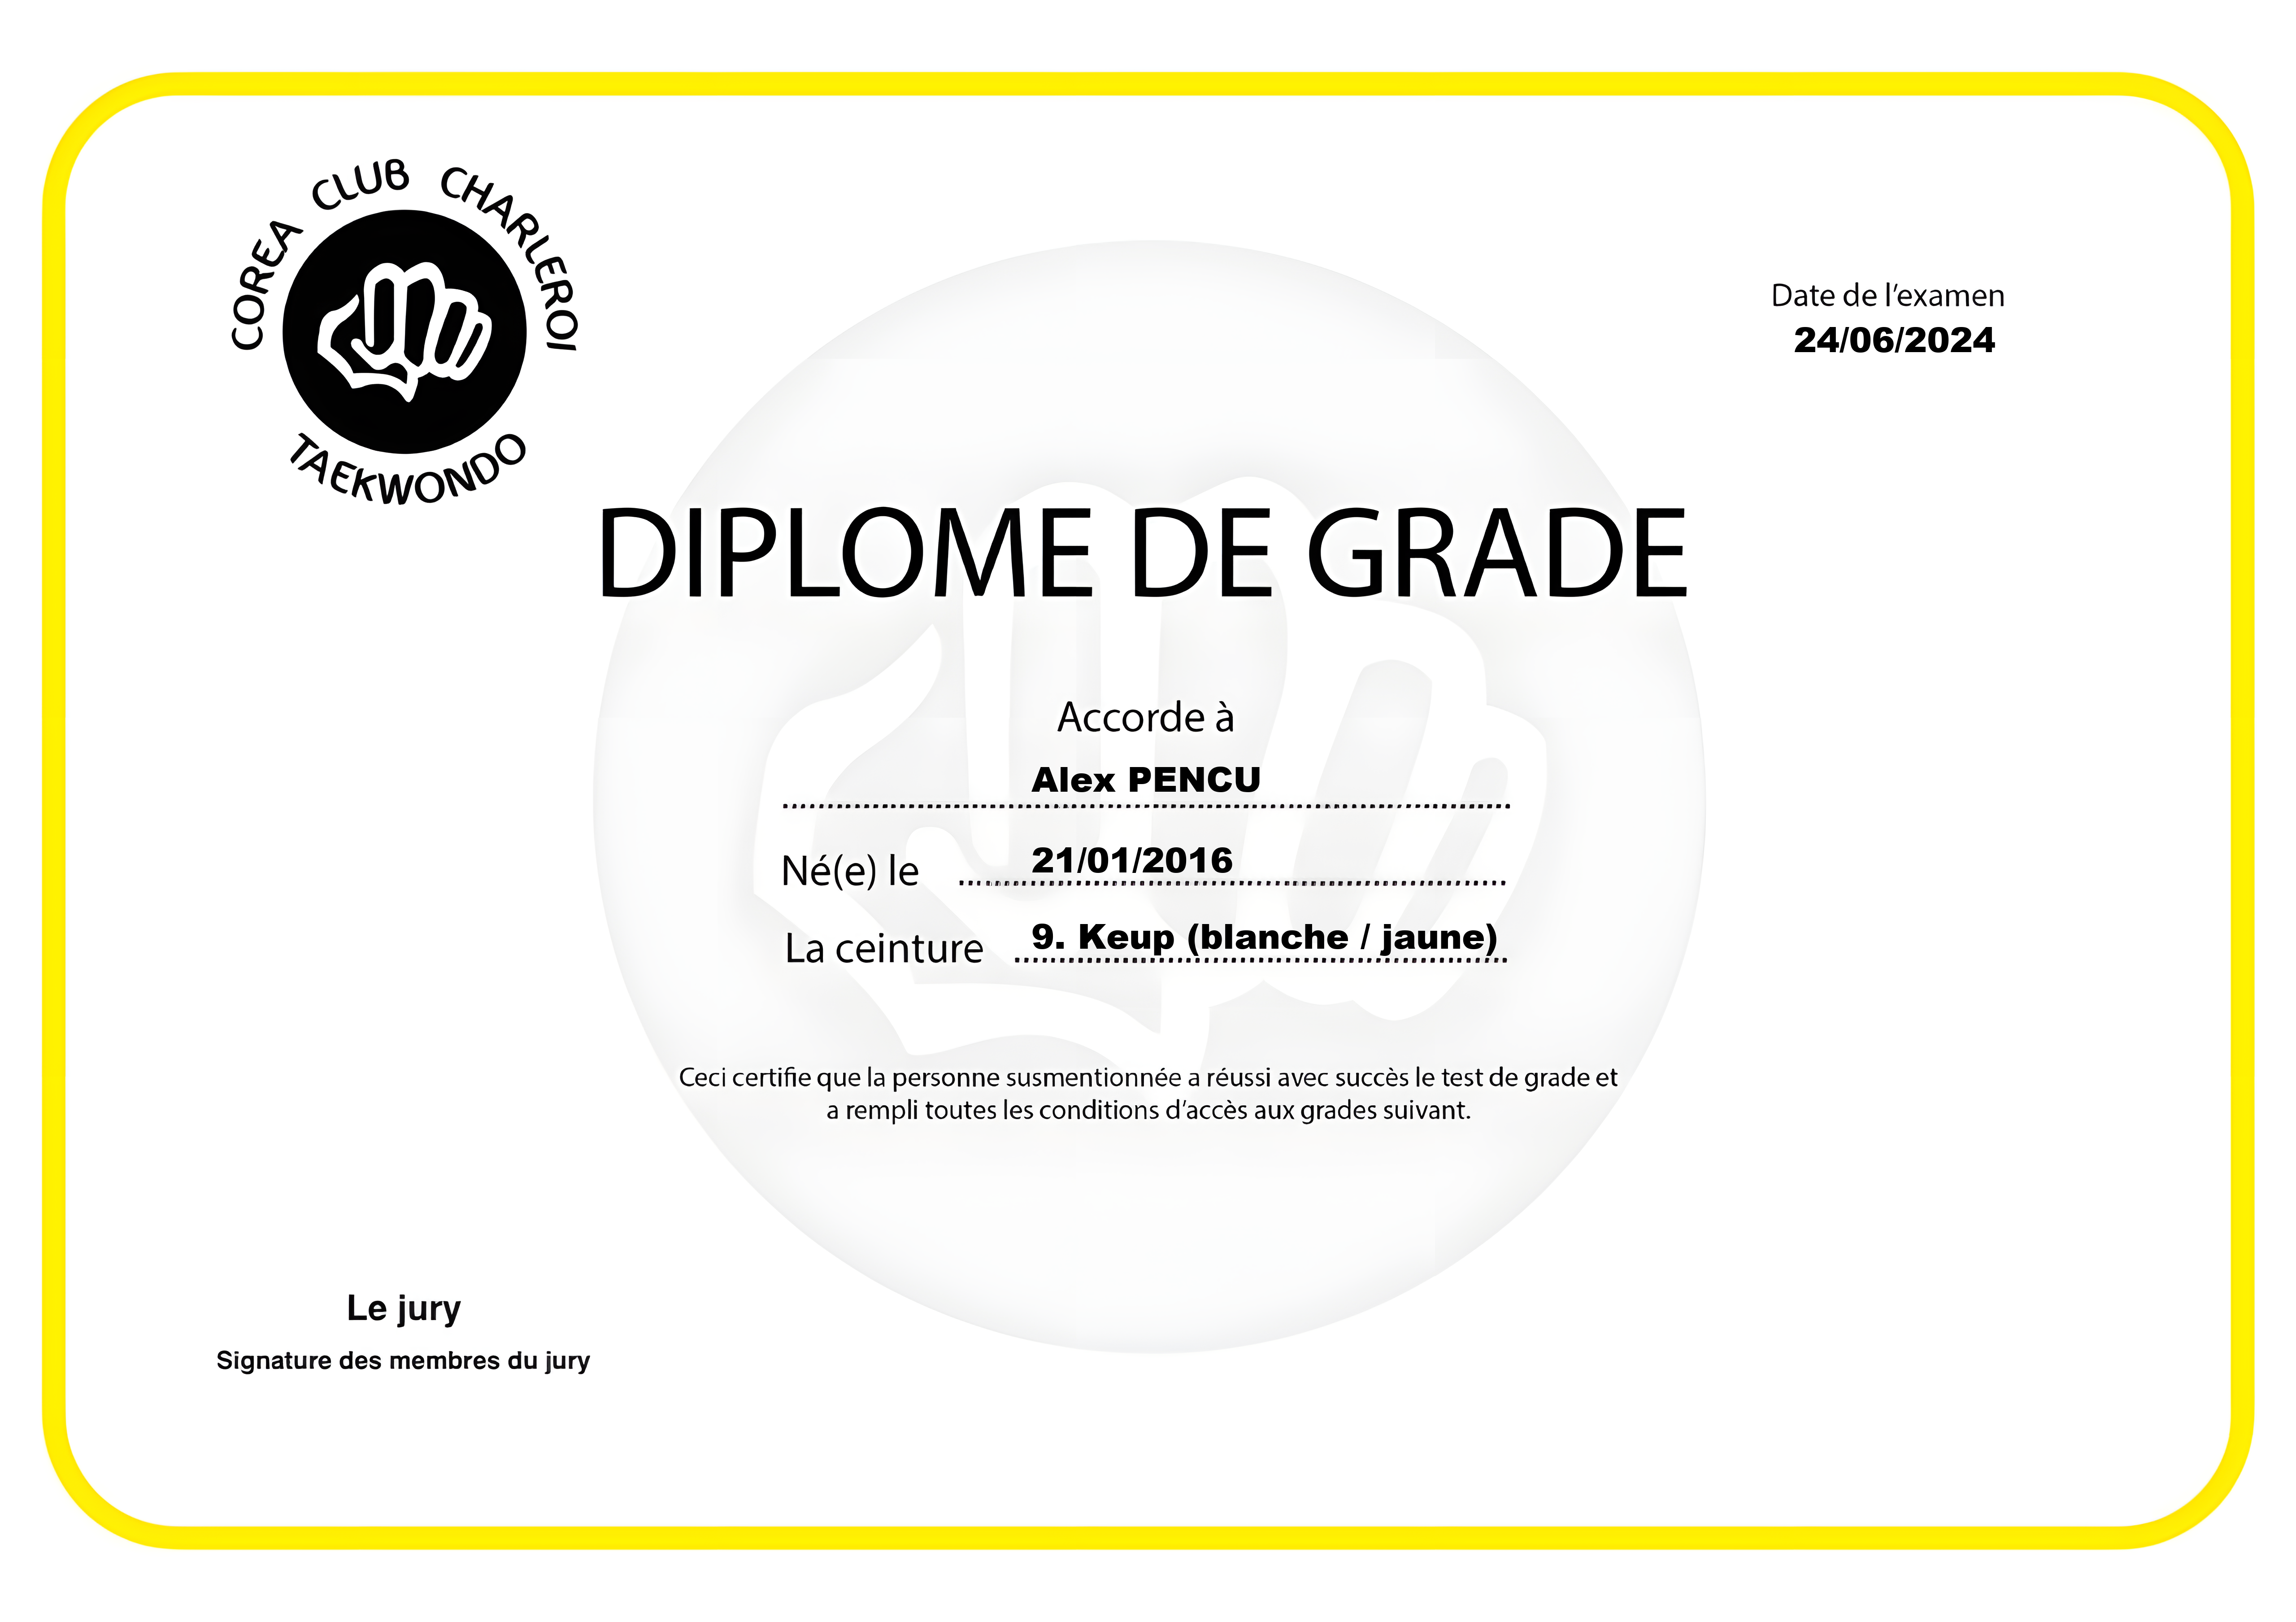 COREA CLUB CHARLEROI
TAEKWONDO
Date de l'examen
24/06/2024
DIPLOME DE GRADE
Accorde à
Alex PENCU
Né(e) le 21/01/2016
La ceinture 9. Keup (blanche / jaune)
Ceci certifie que la personne susmentionnée a réussi avec succès le test de grade et
a rempli toutes les conditions d'accès aux grades suivant.
Le jury
Signature des membres du jury